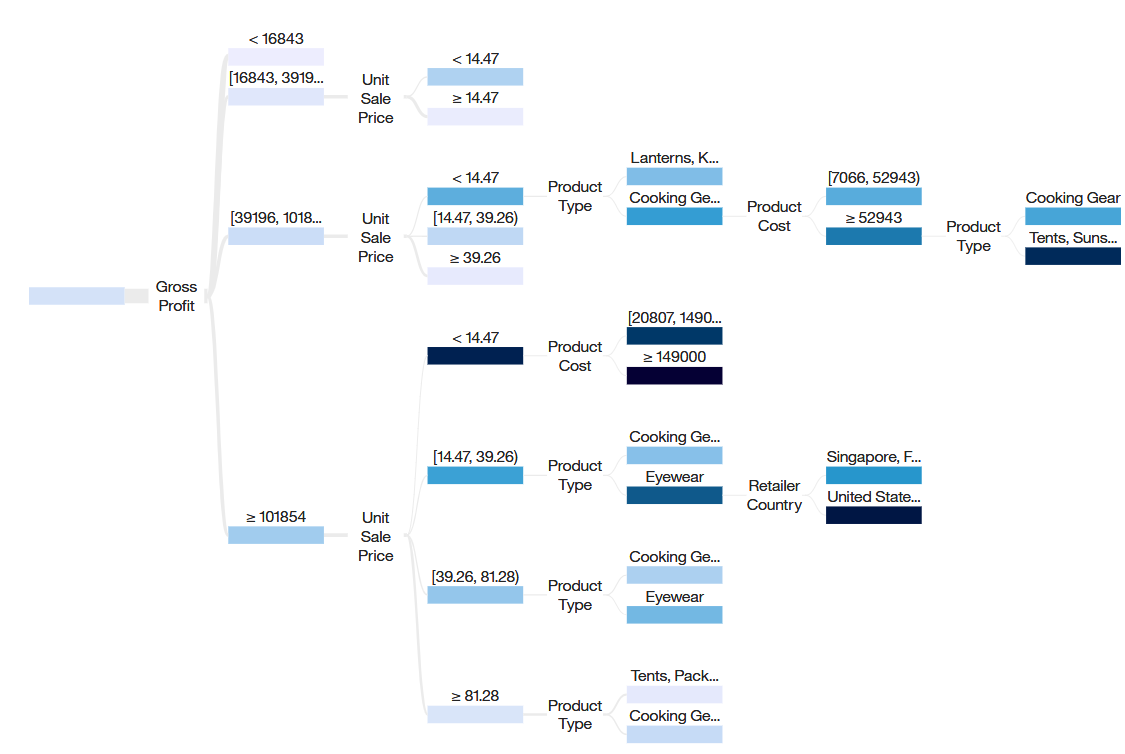 < 16843
[16843, 3919...
Unit
Sale
Price
< 14.47
≥ 14.47
[39196, 1018...
Unit
Sale
Price
< 14.47
[14.47, 39.26)
≥ 39.26
Product
Type
Lanterns, K...
Cooking Ge...
Product
Cost
[7066, 52943)
≥ 52943
Product
Type
Cooking Gear
Tents, Suns...
Gross
Profit
≥ 101854
Unit
Sale
Price
< 14.47
Product
Cost
[20807, 1490...
≥ 149000
[14.47, 39.26)
Product
Type
Cooking Ge...
Eyewear
Retailer
Country
Singapore, F...
United State...
[39.26, 81.28)
Product
Type
Cooking Ge...
Eyewear
≥ 81.28
Product
Type
Tents, Pack...
Cooking Ge...